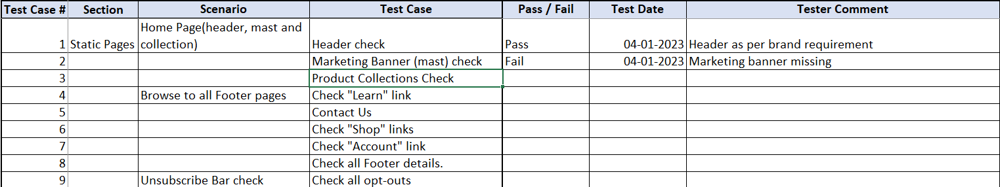 Test Case # Section Scenario Test Case Pass / Fail Test Date Tester Comment
Home Page(header, mast and
1 Static Pages collection) Header check Pass 04-01-2023 Header as per brand requirement
2 Marketing Banner (mast) check Fail 04-01-2023 Marketing banner missing
3 Product Collections Check
4 Browse to all Footer pages Check "Learn" link
5 Contact Us
6 Check "Shop" links
7 Check "Account" link
8 Check all Footer details.
9 Unsubscribe Bar check Check all opt-outs